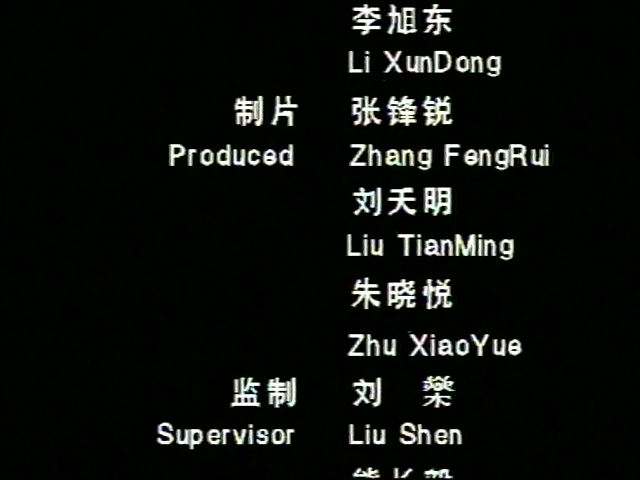 李旭东
Li XunDong
制片 张锋锐
Produced Zhang FengRui
刘天明
Liu TianMing
朱晓悦
Zhu XiaoYue
监制 刘
Supervisor Liu Shen